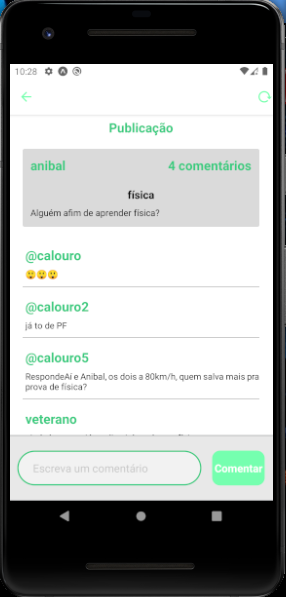 10:28
Publicação
anibal 4 comentários
física
Alguém afim de aprender física?
@calouro
😲😲😲
@calouro2
já to de PF
@calouro5
RespondeAí e Anibal, os dois a 80km/h, quem salva mais pra
prova de física?
veterano
Escreva um comentário
Comentar